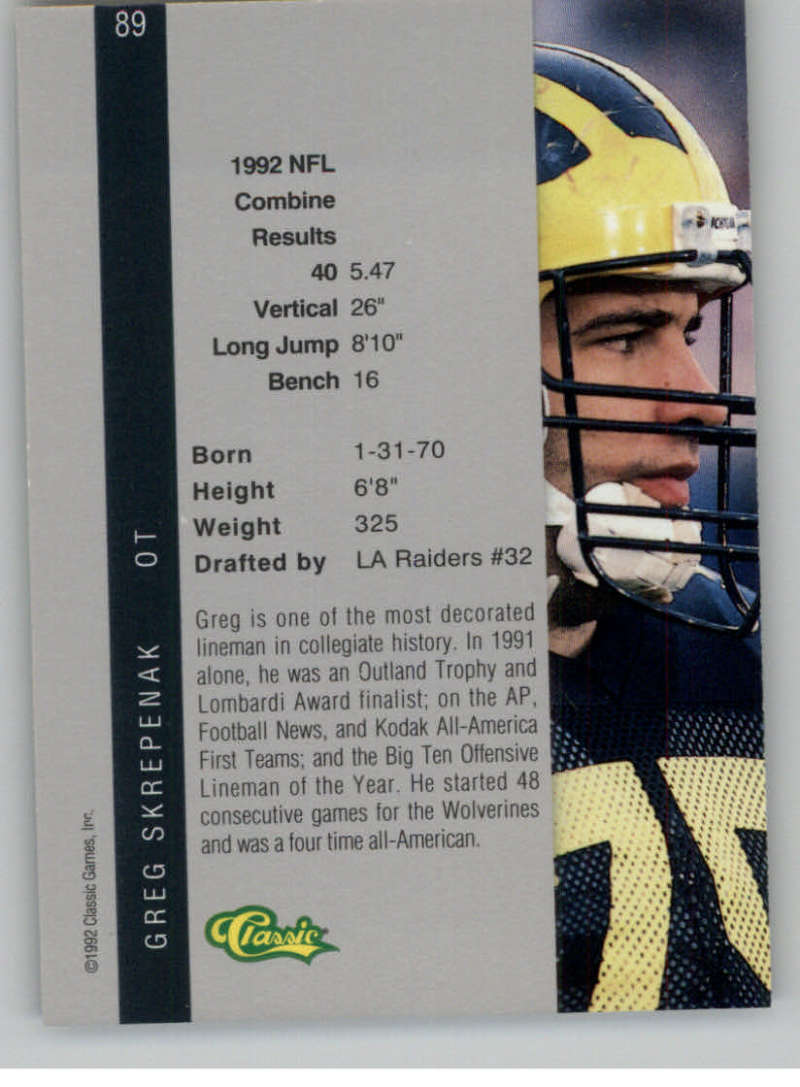 89
1992 NFL
Combine
Results
40 5.47
Vertical 26"
Long Jump 8'10"
Bench 16
Born 1-31-70
Height 6'8"
Weight 325
Drafted by LA Raiders #32
Greg is one of the most decorated
lineman in collegiate history. In 1991
alone, he was an Outland Trophy and
Lombardi Award finalist; on the AP,
Football News, and Kodak All-America
First Teams; and the Big Ten Offensive
Lineman of the Year. He started 48
consecutive games for the Wolverines
and was a four time all-American.
Classic
GREG SKREPENAK OT
©1992 Classic Games, Inc.